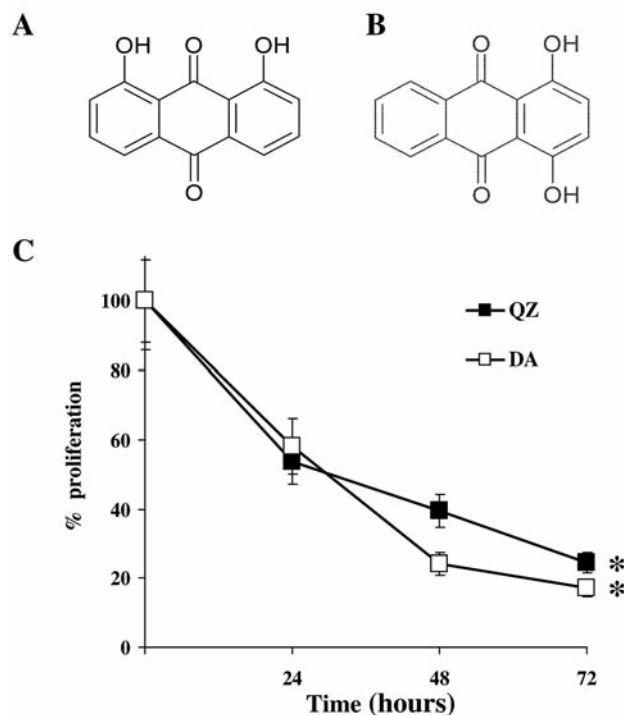 A
OH
O
OH
O
B
O
OH
O
OH
C
100
80
60
40
20
0
% proliferation
QZ
DA
*
*
24
48
72
Time (hours)